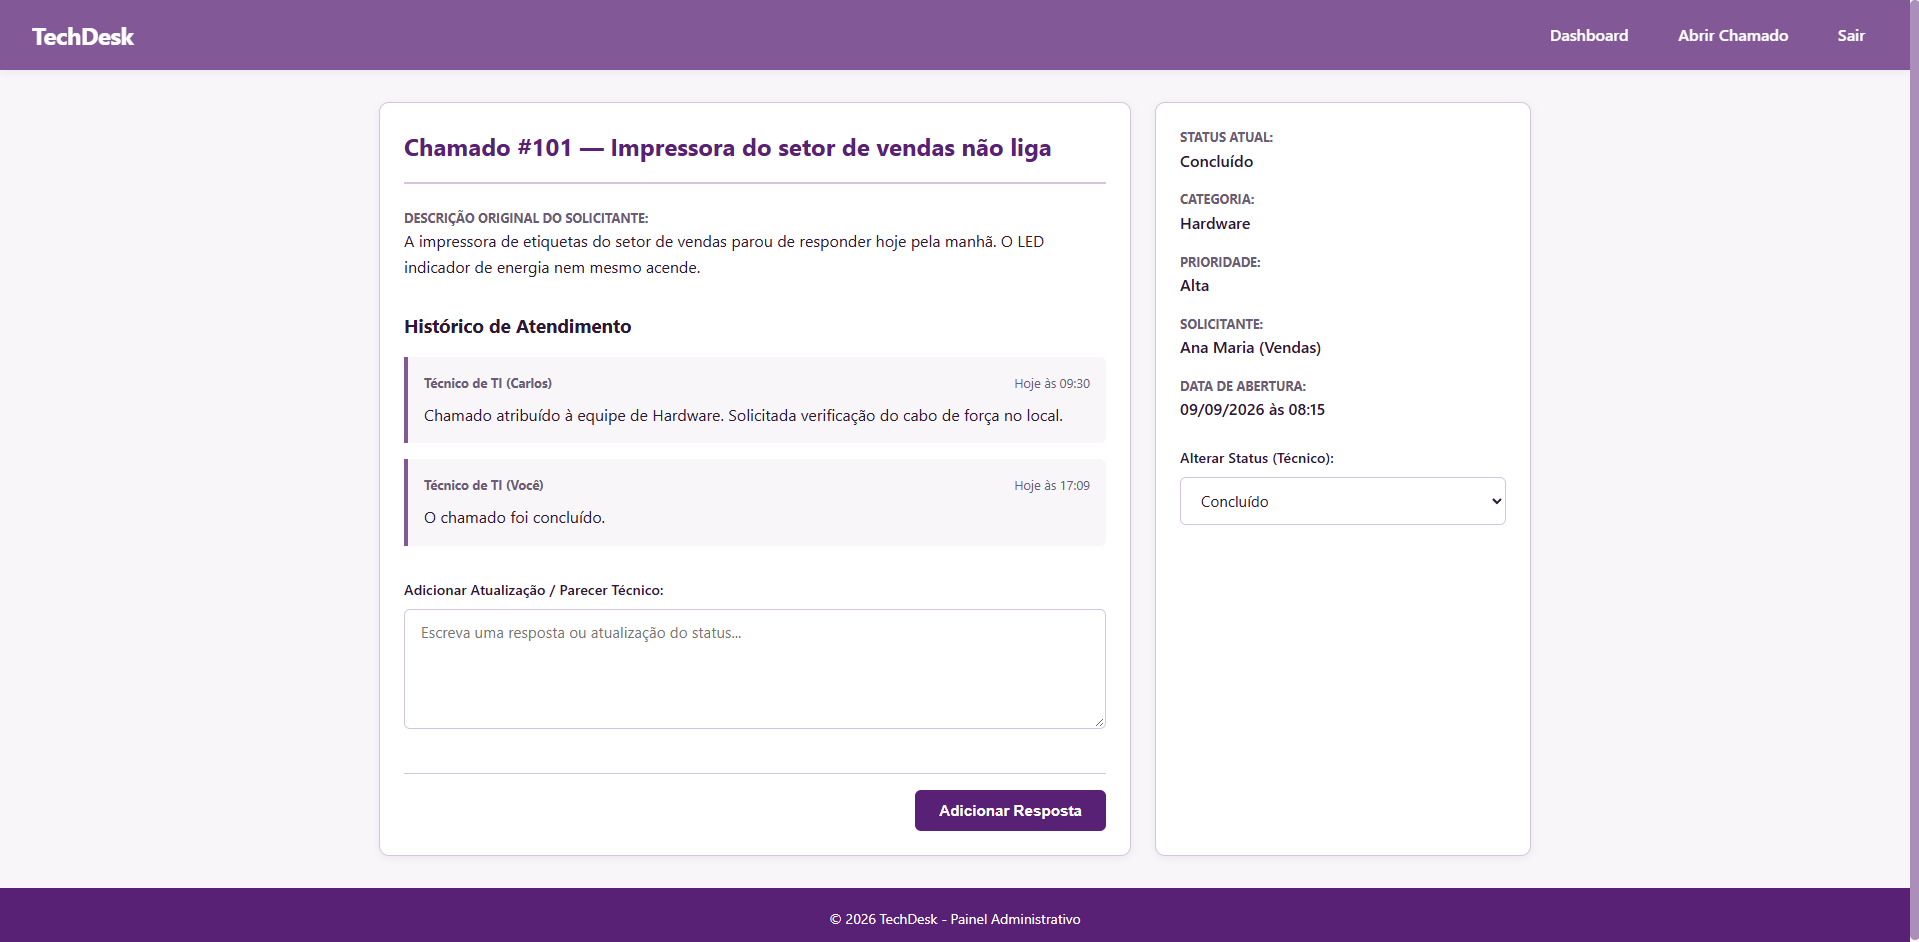 TechDesk
Dashboard
Abrir Chamado
Sair
Chamado #101 — Impressora do setor de vendas não liga
DESCRIÇÃO ORIGINAL DO SOLICITANTE:
A impressora de etiquetas do setor de vendas parou de responder hoje pela manhã. O LED
indicador de energia nem mesmo acende.
Histórico de Atendimento
Técnico de TI (Carlos)
Hoje às 09:30
Chamado atribuído à equipe de Hardware. Solicitada verificação do cabo de força no local.
Técnico de TI (Você)
Hoje às 17:09
O chamado foi concluído.
Adicionar Atualização / Parecer Técnico:
Escreva uma resposta ou atualização do status...
Adicionar Resposta
STATUS ATUAL:
Concluído
CATEGORIA:
Hardware
PRIORIDADE:
Alta
SOLICITANTE:
Ana Maria (Vendas)
DATA DE ABERTURA:
09/09/2026 às 08:15
Alterar Status (Técnico):
Concluído
© 2026 TechDesk - Painel Administrativo